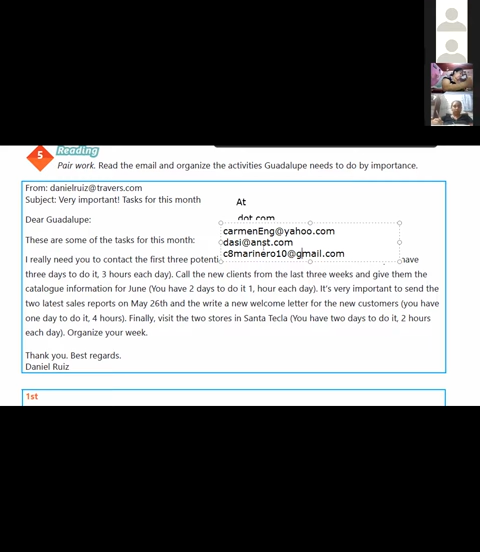 5 Reading
Pair work. Read the email and organize the activities Guadalupe needs to do by importance.
From: danielruiz@travers.com
Subject: Very important! Tasks for this month
At
Dear Guadalupe:
dot com
carmenEng@yahoo.com
These are some of the tasks for this month:
dasi@anst.com
c8marinero10@gmail.com
I really need you to contact the first three have
three days to do it, 3 hours each day). Call the new clients from the last three weeks and give them the
catalogue information for June (You have 2 days to do it 1, hour each day). It's very important to send the
two latest sales reports on May 26th and the write a new welcome letter for the new customers (you have
one day to do it, 4 hours). Finally, visit the two stores in Santa Tecla (You have two days to do it, 2 hours
each day). Organize your week.
Thank you. Best regards.
Daniel Ruiz
1st